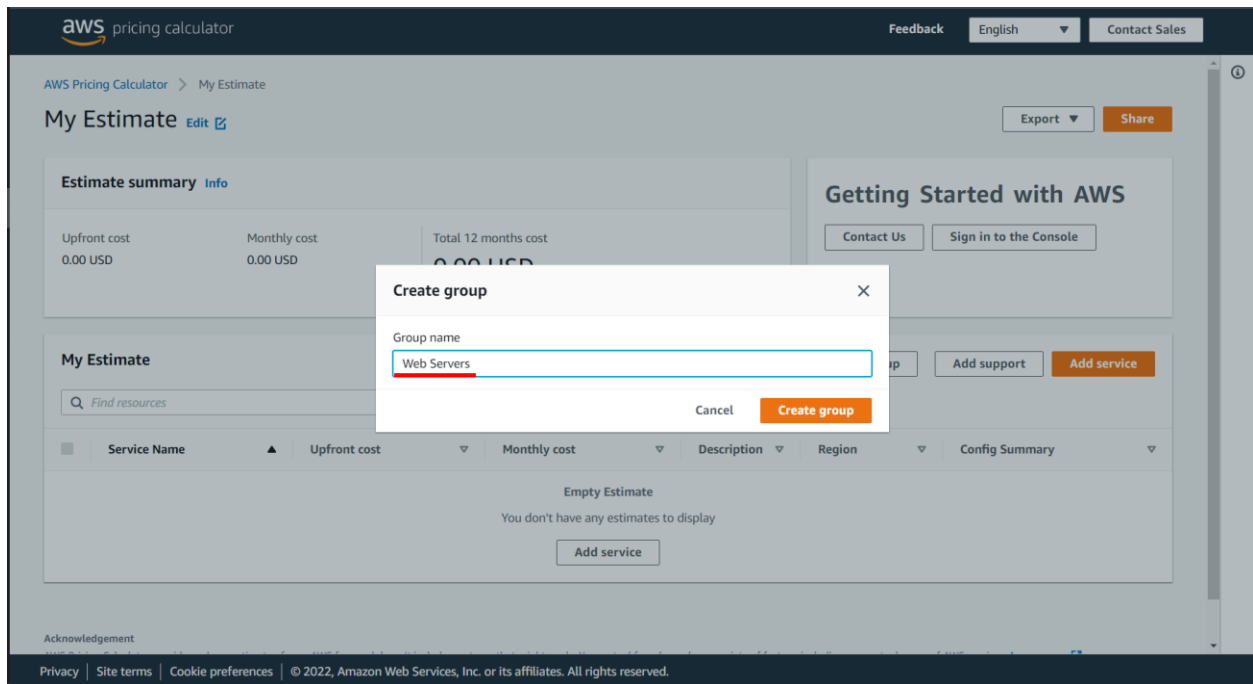 aws pricing calculator
Feedback English Contact Sales
AWS Pricing Calculator > My Estimate
My Estimate Edit
Export Share
Estimate summary Info
Getting Started with AWS
Upfront cost Monthly cost Total 12 months cost
Contact Us Sign in to the Console
0.00 USD 0.00 USD 0.00 USD
Create group
Group name
Web Servers
Cancel Create group
My Estimate
Add support Add service
Find resources
Service Name Upfront cost Monthly cost Description Region Config Summary
Empty Estimate
You don't have any estimates to display
Add service
Acknowledgement
Privacy | Site terms | Cookie preferences | © 2022, Amazon Web Services, Inc. or its affiliates. All rights reserved.